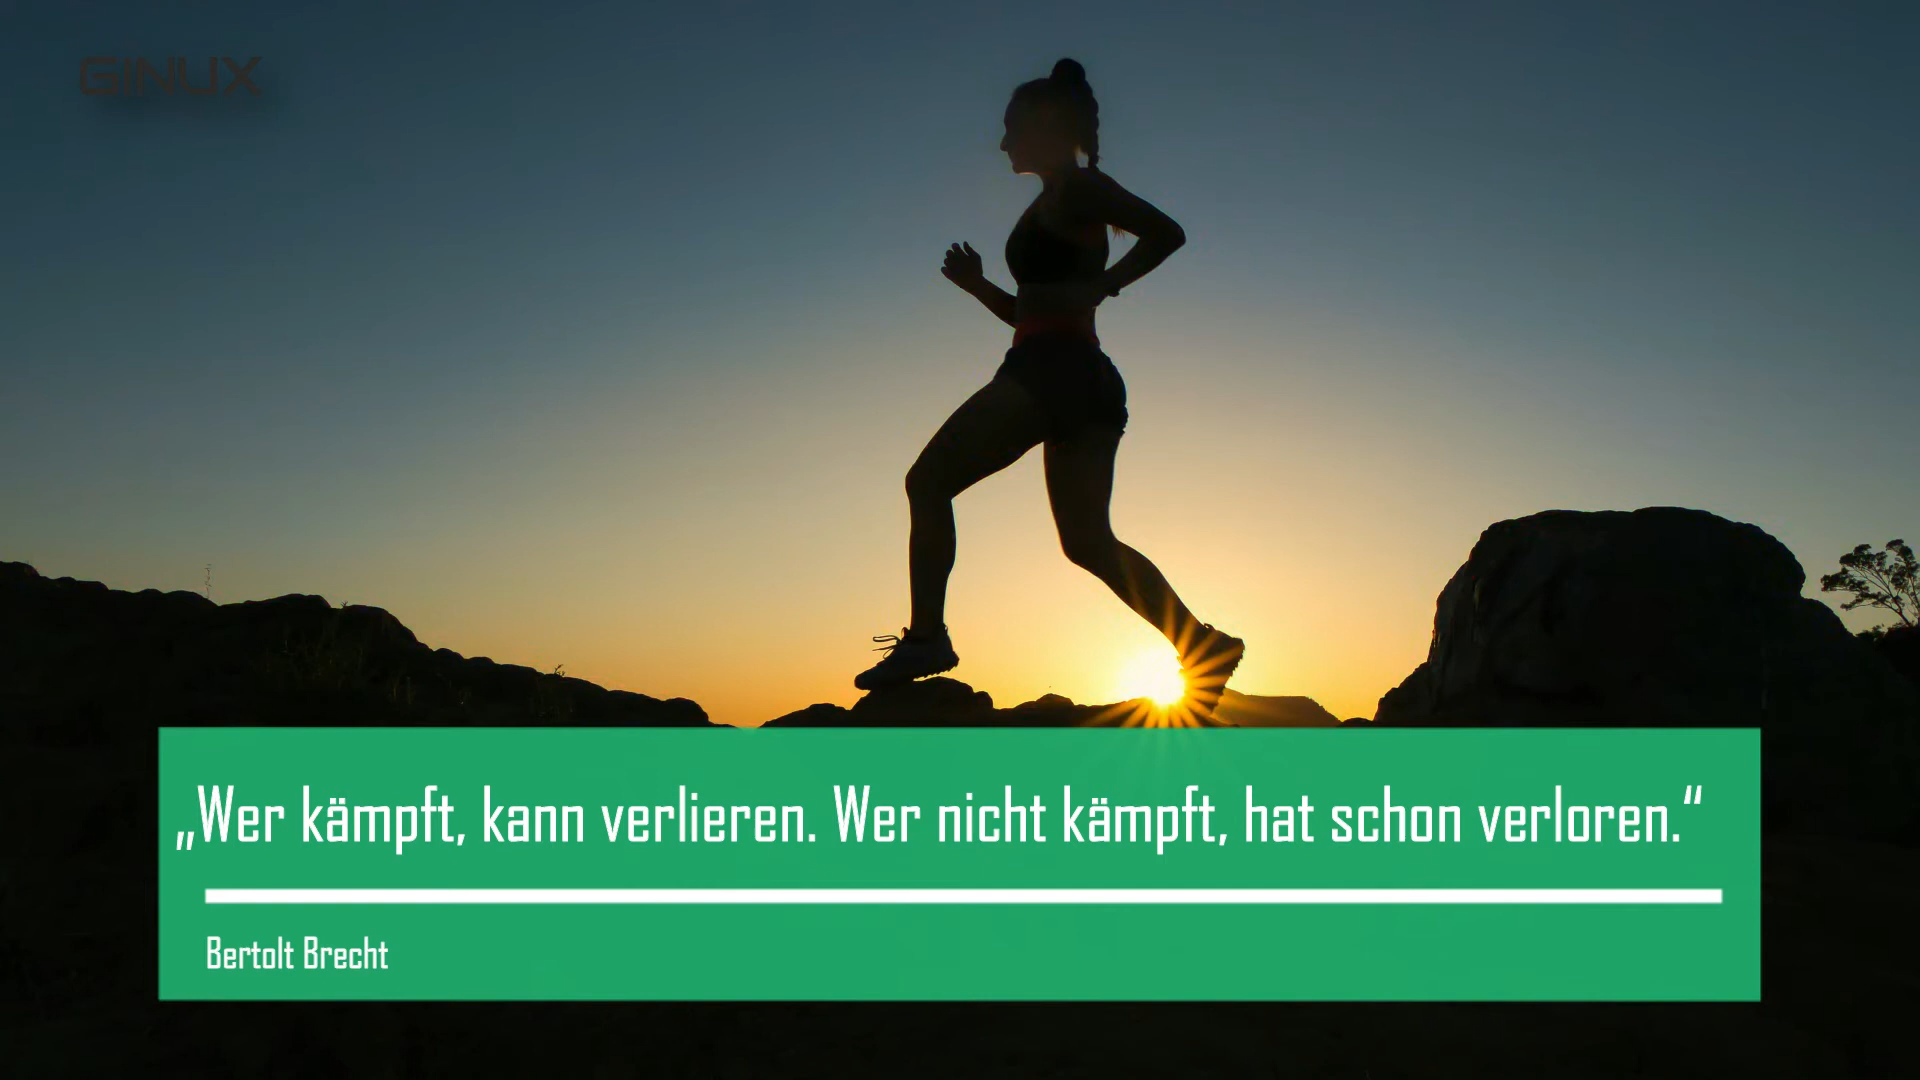 GINUX
„Wer kämpft, kann verlieren. Wer nicht kämpft, hat schon verloren.“
Bertolt Brecht